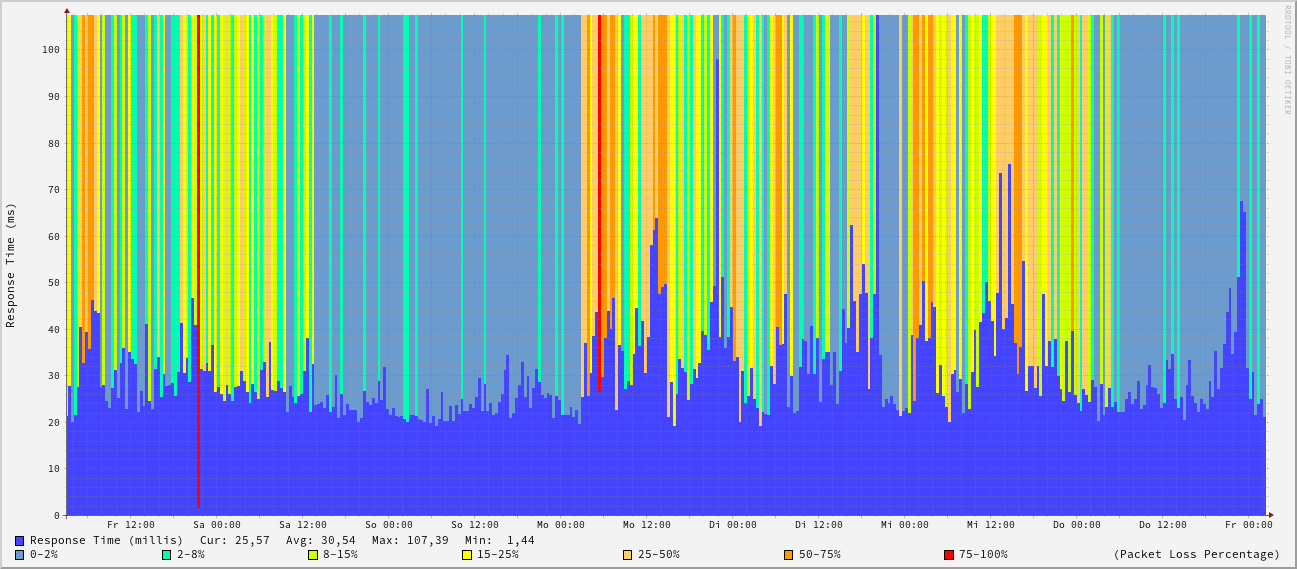 RRDTOOL / TOBI OETIKER
Response Time (ms)
100
90
80
70
60
50
40
30
20
10
0
Fr 12:00 Sa 00:00 Sa 12:00 So 00:00 So 12:00 Mo 00:00 Mo 12:00 Di 00:00 Di 12:00 Mi 00:00 Mi 12:00 Do 00:00 Do 12:00 Fr 00:00
Response Time (millis) Cur: 25,57 Avg: 30,54 Max: 107,39 Min: 1,44
0-2% 2-8% 8-15% 15-25% 25-50% 50-75% 75-100% (Packet Loss Percentage)